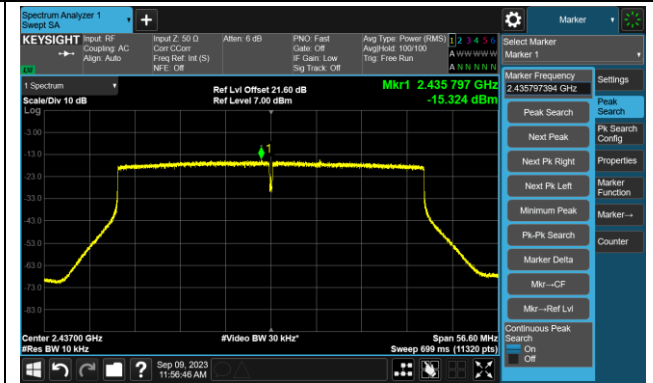 Spectrum Analyzer 1
Swept SA
+
Marker
KEYSIGHT
Input: RF
Coupling: AC
Align: Auto
Input Z: 50 Ω
Corr CCorr
Freq Ref: Int (S)
NFE: Off
Atten: 6 dB
PNO: Fast
Gate: Off
IF Gain: Low
Sig Track: Off
Avg Type: Power (RMS)
Avg|Hold: 100/100
Trig: Free Run
1 2 3 4 5 6
A W W W W W
A N N N N N
LXI
Select Marker
Marker 1
1 Spectrum
Scale/Div 10 dB
Log
Ref Lvl Offset 21.60 dB
Ref Level 7.00 dBm
Mkr1 2.435 797 GHz
-15.324 dBm
-3.00
-13.0
-23.0
-33.0
-43.0
-53.0
-63.0
-73.0
-83.0
1
Center 2.43700 GHz
#Res BW 10 kHz
#Video BW 30 kHz*
Span 56.60 MHz
Sweep 699 ms (11320 pts)
Marker Frequency
2.435797394 GHz
Peak Search
Next Peak
Next Pk Right
Next Pk Left
Minimum Peak
Pk-Pk Search
Marker Delta
Mkr→CF
Mkr→Ref Lvl
Continuous Peak
Search
On
Off
Settings
Peak
Search
Pk Search
Config
Properties
Marker
Function
Marker→
Counter
?
Sep 09, 2023
11:56:46 AM